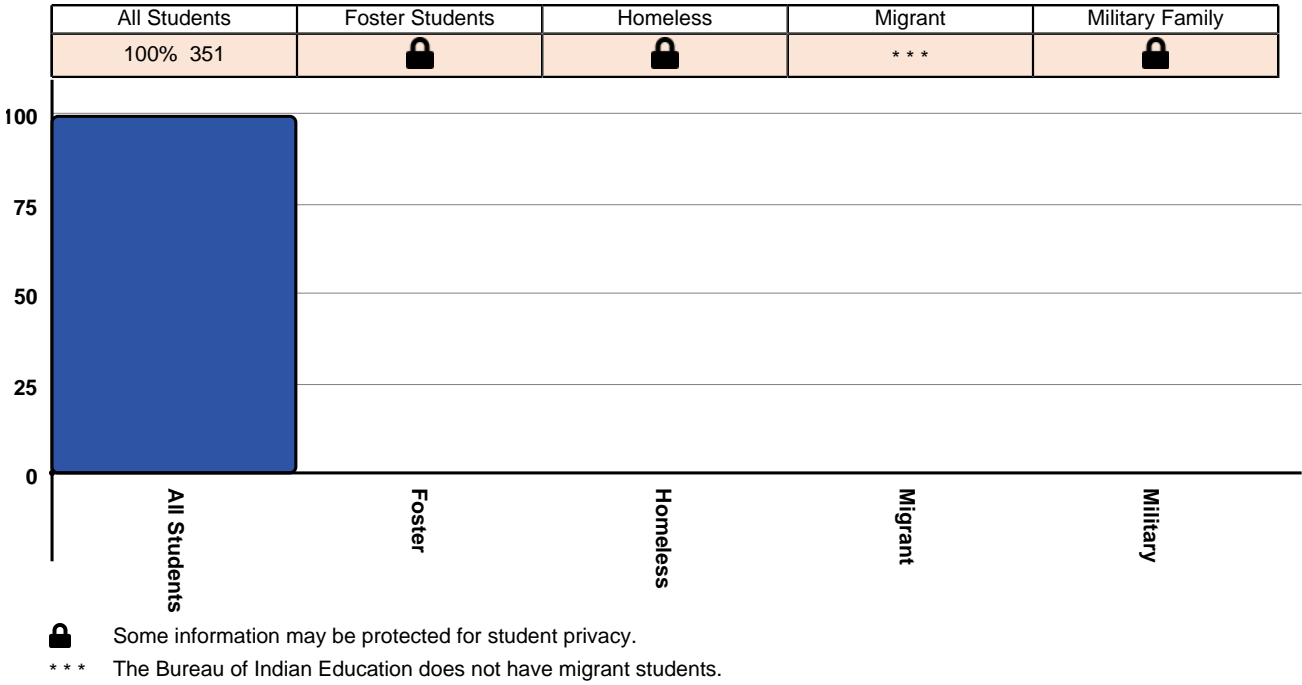 All Students Foster Students Homeless Migrant Military Family
100% 351 * * *
100
75
50
25
0
All Students Foster Homeless Migrant Military
Some information may be protected for student privacy.
* * * The Bureau of Indian Education does not have migrant students.